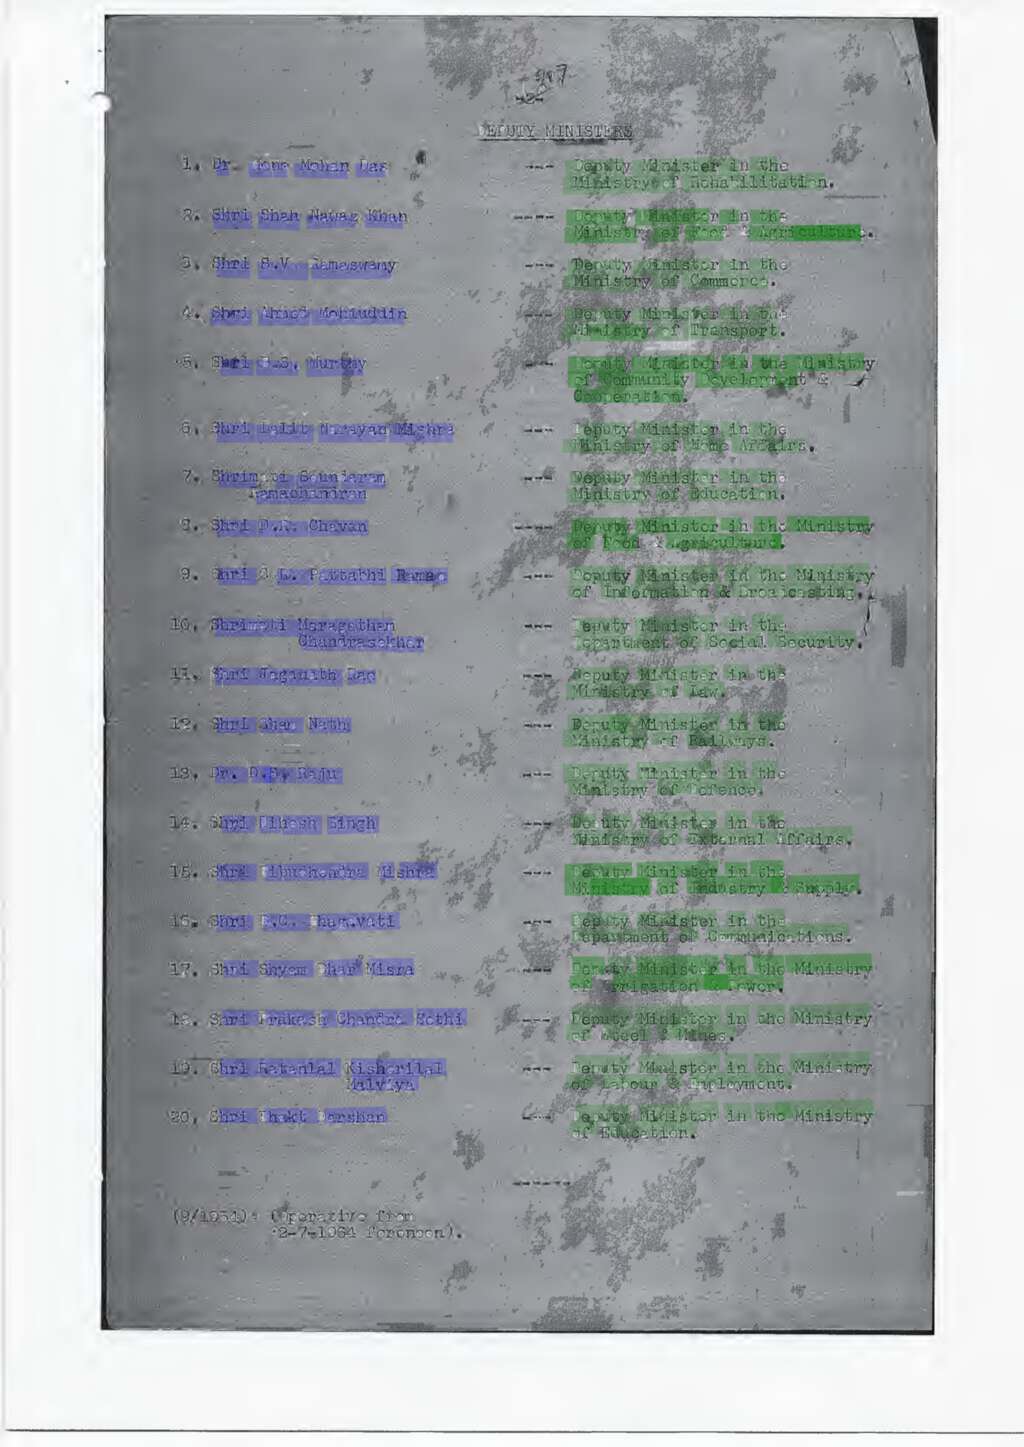 DEPUTY MINISTERS
1. Dr. Mono Mohan Das --- Deputy Minister in the
Ministry of Rehabilitation.
2. Shri Shah Nawaz Khan ---- Deputy Minister in the
Ministry of Food & Agriculture.
3. Shri S.V. Ramaswamy --- Deputy Minister in the
Ministry of Commerce.
4. Shri Ahmed Mohiuddin --- Deputy Minister in the
Ministry of Transport.
5. Shri B.S. Murthy --- Deputy Minister in the Ministry
of Community Development &
Cooperation.
6. Shri Lalit Narayan Mishra --- Deputy Minister in the
Ministry of Home Affairs.
7. Shrimati Soundaram --- Deputy Minister in the
Ramachandran Ministry of Education.
8. Shri D.R. Chavan ---- Deputy Minister in the Ministry
of Food & Agriculture.
9. Shri C.L. Pattabhi Raman --- Deputy Minister in the Ministry
of Information & Broadcasting.
10. Shrimati Maragatham --- Deputy Minister in the
Chandrasekhar Department of Social Security.
11. Shri Jaganath Rao --- Deputy Minister in the
Ministry of Law.
12. Shri Sham Nath --- Deputy Minister in the
Ministry of Railways.
13. Dr. D.S. Raju --- Deputy Minister in the
Ministry of Defence.
14. Shri Dinesh Singh --- Deputy Minister in the
Ministry of External Affairs.
15. Shri Bibudhendra Mishra --- Deputy Minister in the
Ministry of Industry & Supply.
16. Shri B.C. Bhagavati --- Deputy Minister in the
Department of Communications.
17. Shri Shyam Dhar Misra --- Deputy Minister in the Ministry
of Irrigation & Power.
18. Shri Prakash Chandra Sethi --- Deputy Minister in the Ministry
of Steel & Mines.
19. Shri Ratanlal Kishorilal --- Deputy Minister in the Ministry
Malviya of Labour & Employment.
20. Shri Bhakt Darshan --- Deputy Minister in the Ministry
of Education.
------
(9/1964): (Operative from
2-7-1964 Forenoon).